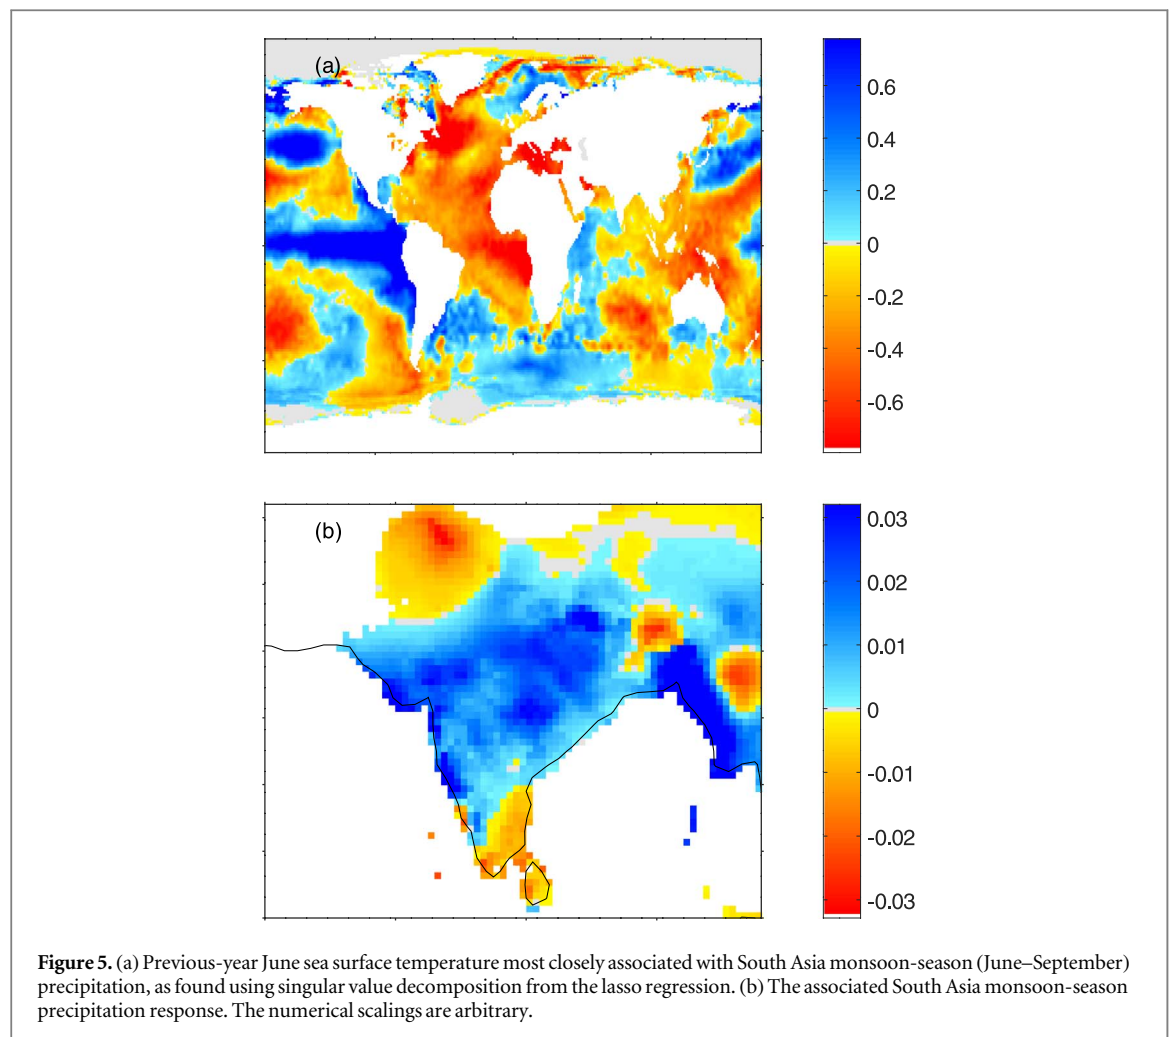 (a)
0.6
0.4
0.2
0
-0.2
-0.4
-0.6
(b)
0.03
0.02
0.01
0
-0.01
-0.02
-0.03
Figure 5. (a) Previous-year June sea surface temperature most closely associated with South Asia monsoon-season (June–September)
precipitation, as found using singular value decomposition from the lasso regression. (b) The associated South Asia monsoon-season
precipitation response. The numerical scalings are arbitrary.